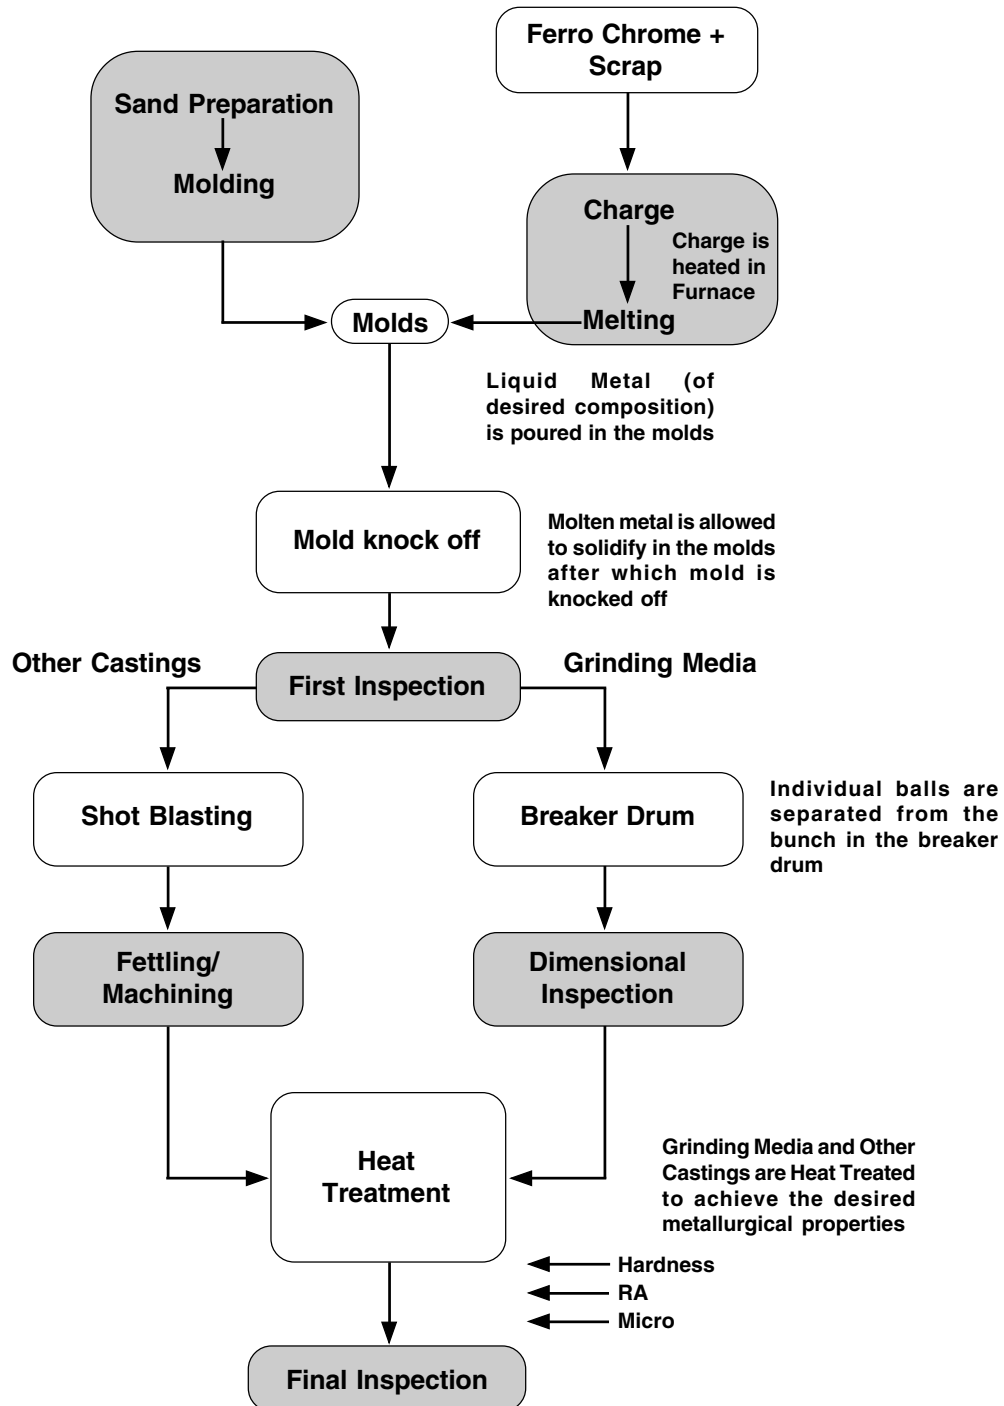 Ferro Chrome +
Scrap
Sand Preparation
Molding
Charge
Charge is
heated in
Furnace
Melting
Molds
Liquid Metal (of
desired composition)
is poured in the molds
Mold knock off
Molten metal is allowed
to solidify in the molds
after which mold is
knocked off
Other Castings
Grinding Media
First Inspection
Shot Blasting
Breaker Drum
Individual balls are
separated from the
bunch in the breaker
drum
Fettling/
Machining
Dimensional
Inspection
Heat
Treatment
Grinding Media and Other
Castings are Heat Treated
to achieve the desired
metallurgical properties
Hardness
RA
Micro
Final Inspection